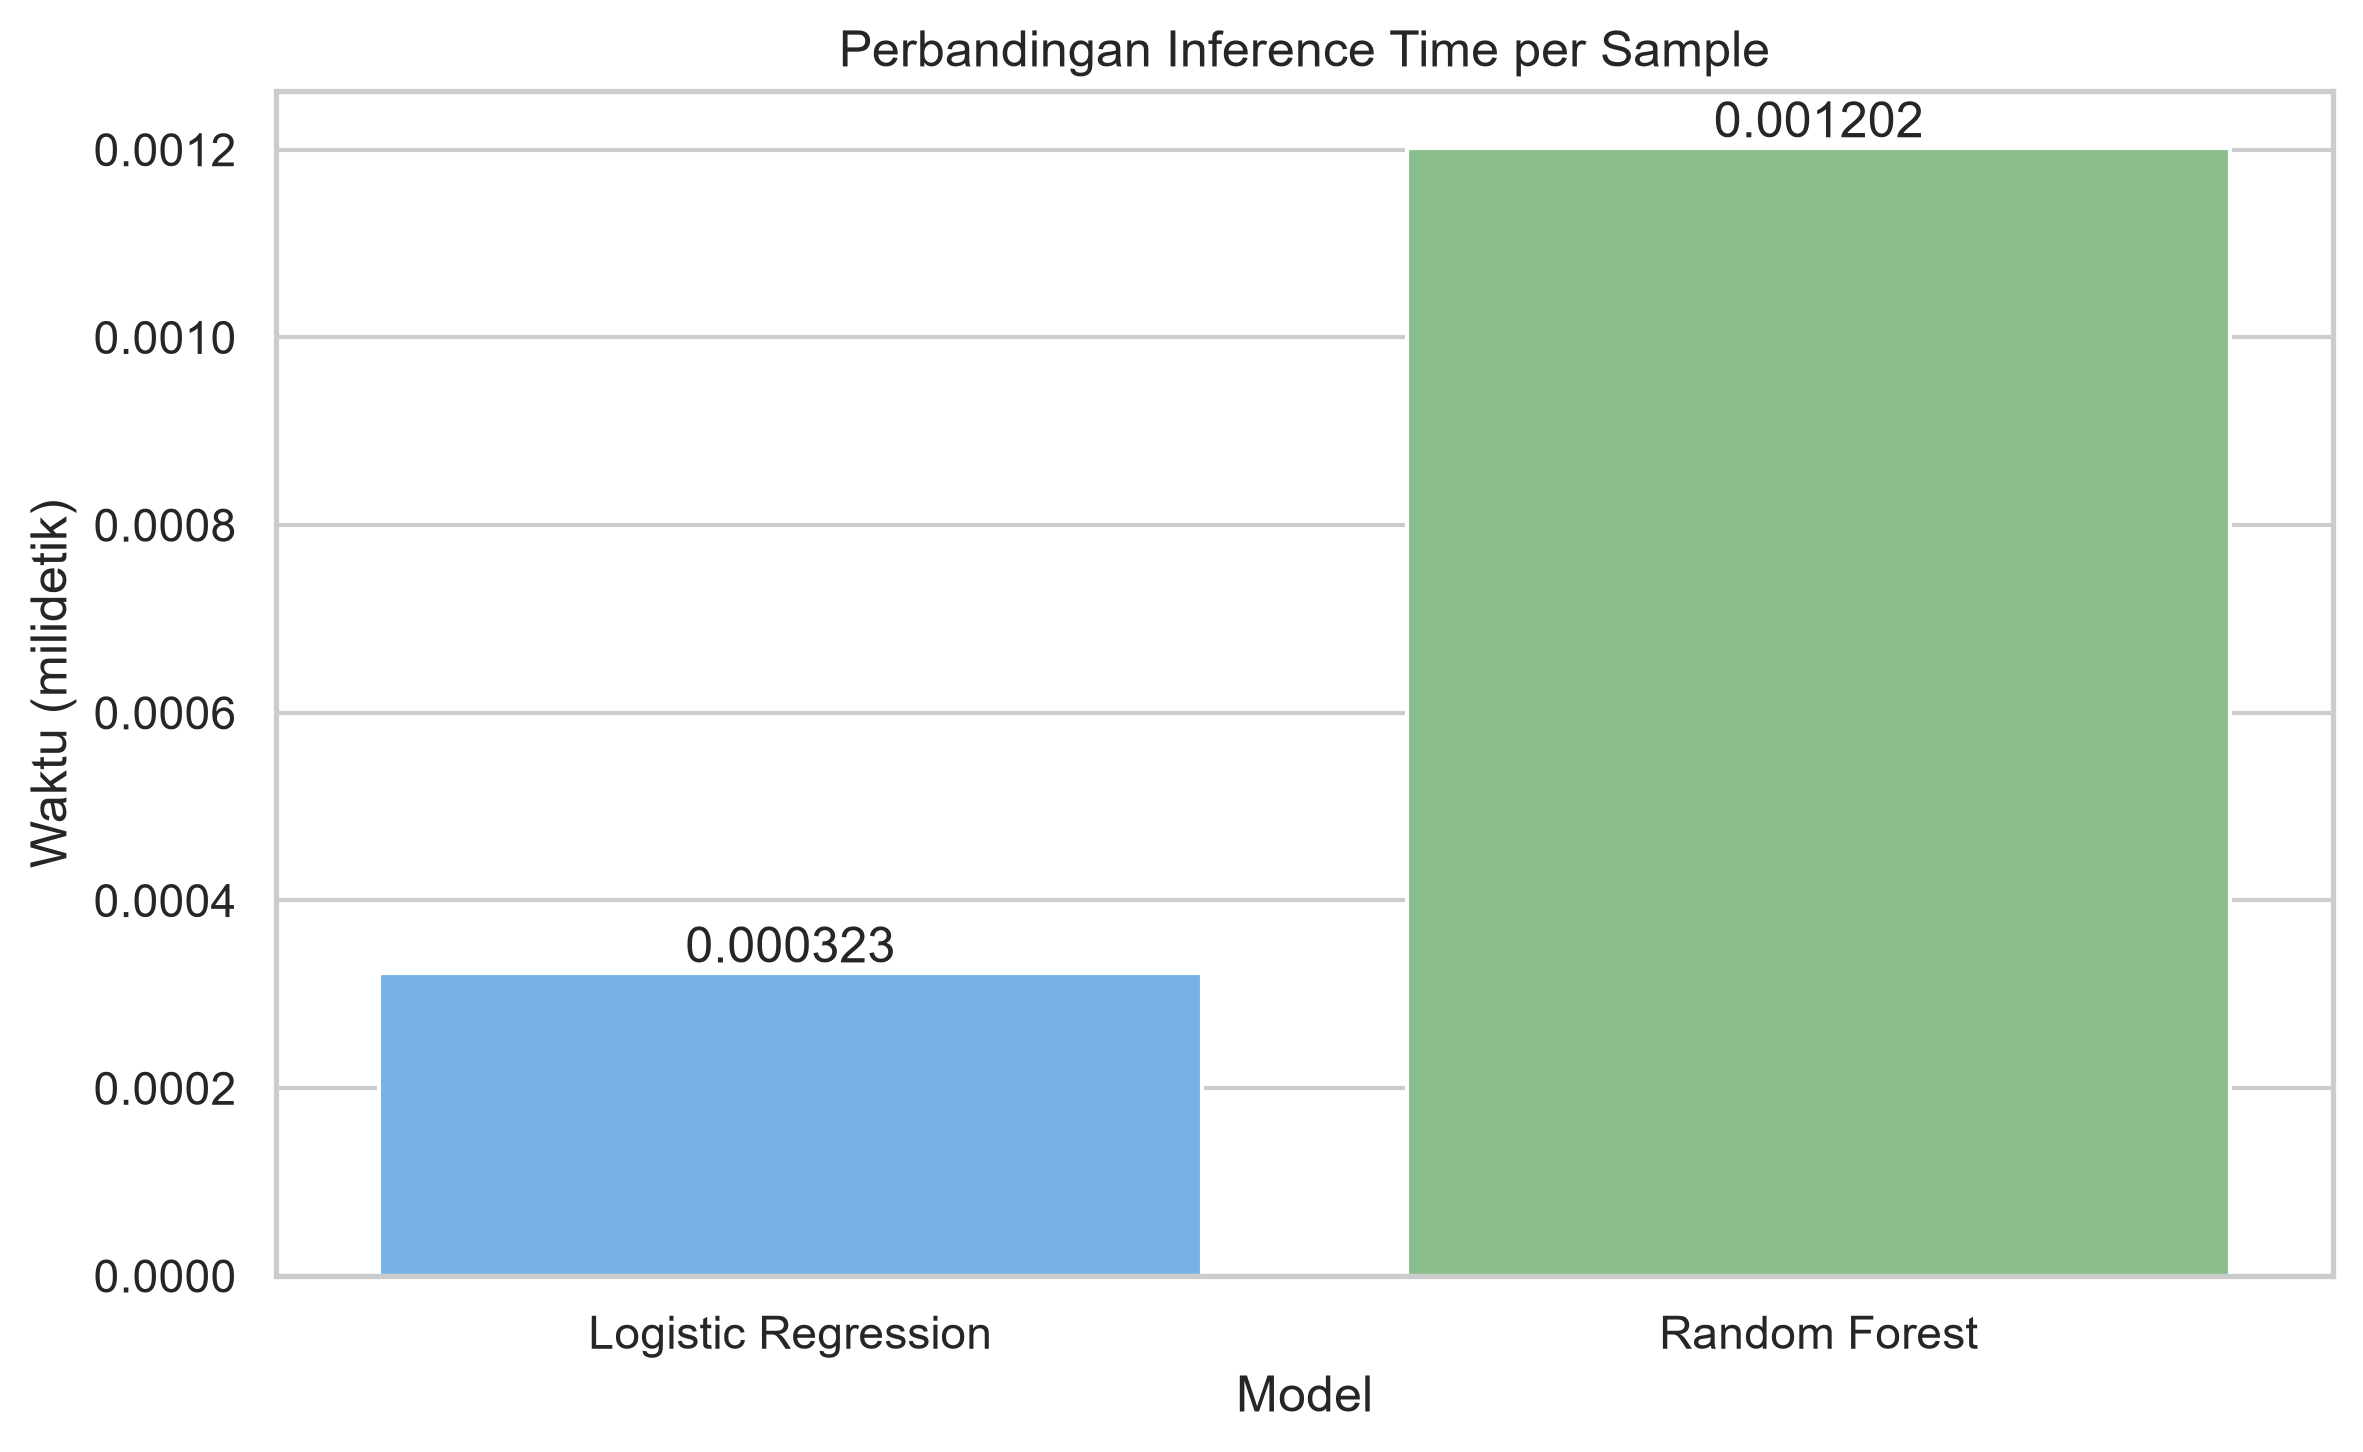 Perbandingan Inference Time per Sample
Waktu (milidetik)
0.0012
0.0010
0.0008
0.0006
0.0004
0.0002
0.0000
0.000323
0.001202
Logistic Regression
Random Forest
Model